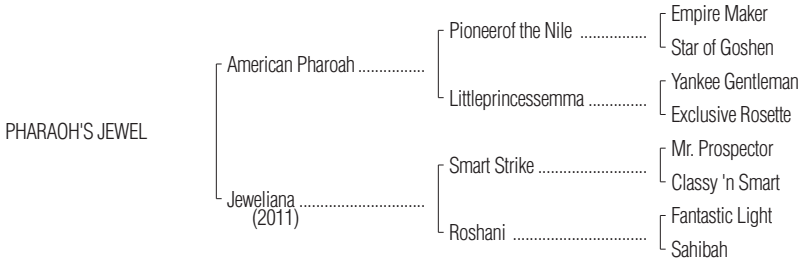 Empire Maker
Pioneerof the Nile ................
Star of Goshen
American Pharoah ................
Yankee Gentleman
Littleprincessemma ..............
Exclusive Rosette
PHARAOH'S JEWEL
Mr. Prospector
Smart Strike ..........................
Classy 'n Smart
Jeweliana ..............................
(2011)
Fantastic Light
Roshani ................................
Sahibah